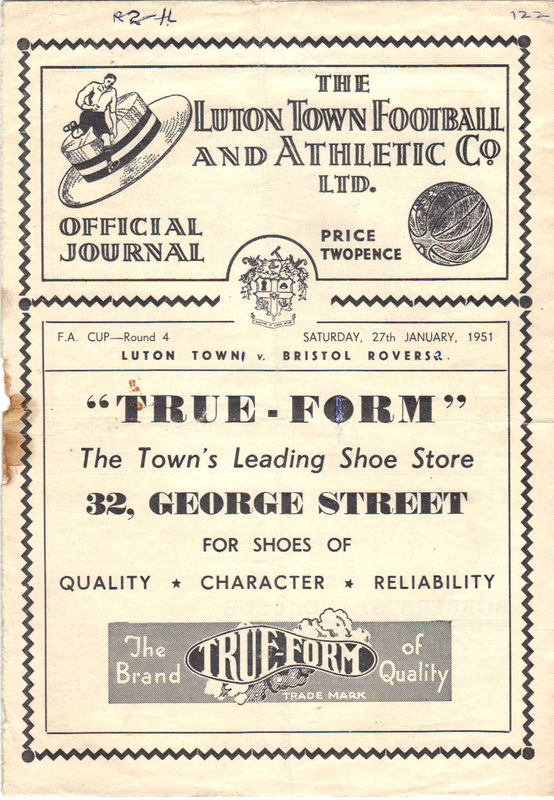 122
THE
LUTON TOWN FOOTBALL
AND ATHLETIC CO
LTD.
OFFICIAL
JOURNAL
PRICE
TWOPENCE
F.A. CUP—Round 4
SATURDAY, 27th JANUARY, 1951
LUTON TOWN 1 v. BRISTOL ROVERS 2.
"TRUE-FORM"
The Town's Leading Shoe Store
32, GEORGE STREET
FOR SHOES OF
QUALITY ★ CHARACTER ★ RELIABILITY
The
Brand
TRUE-FORM
TRADE MARK
of
Quality